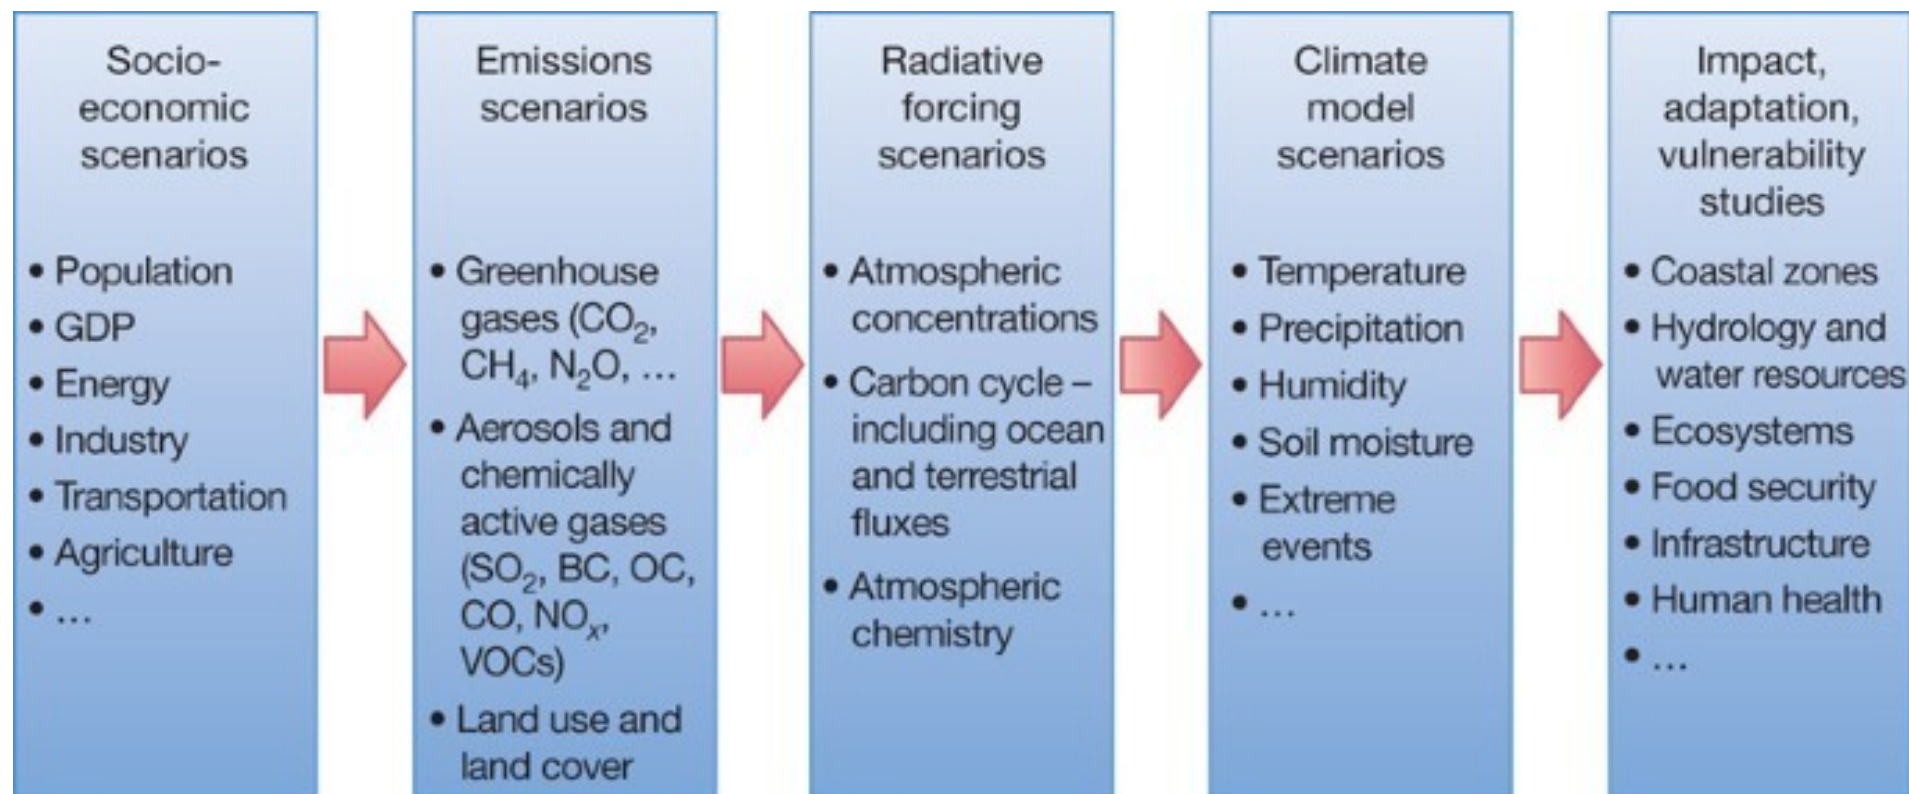 Socio-
economic
scenarios
• Population
• GDP
• Energy
• Industry
• Transportation
• Agriculture
• …
Emissions
scenarios
• Greenhouse
gases (CO₂,
CH₄, N₂O, …
• Aerosols and
chemically
active gases
(SO₂, BC, OC,
CO, NOₓ,
VOCs)
• Land use and
land cover
Radiative
forcing
scenarios
• Atmospheric
concentrations
• Carbon cycle –
including ocean
and terrestrial
fluxes
• Atmospheric
chemistry
Climate
model
scenarios
• Temperature
• Precipitation
• Humidity
• Soil moisture
• Extreme
events
• …
Impact,
adaptation,
vulnerability
studies
• Coastal zones
• Hydrology and
water resources
• Ecosystems
• Food security
• Infrastructure
• Human health
• …